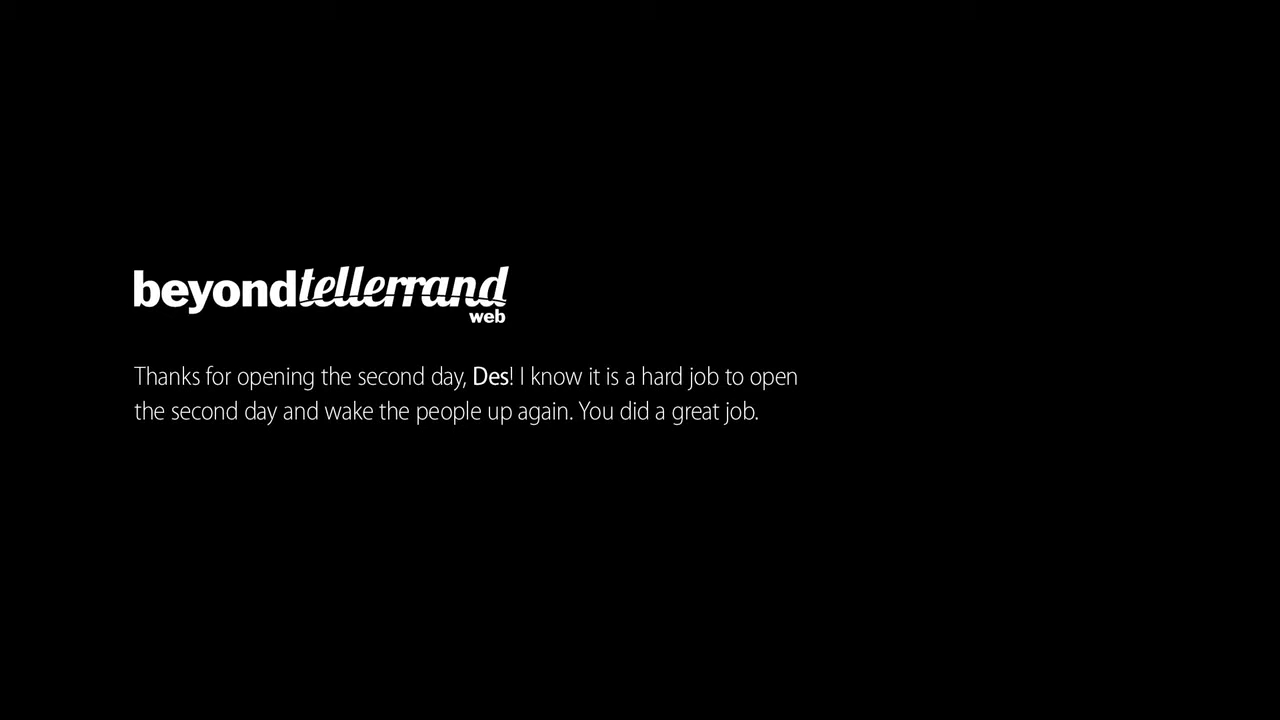 beyondtellerrand
web
Thanks for opening the second day, Des! I know it is a hard job to open
the second day and wake the people up again. You did a great job.